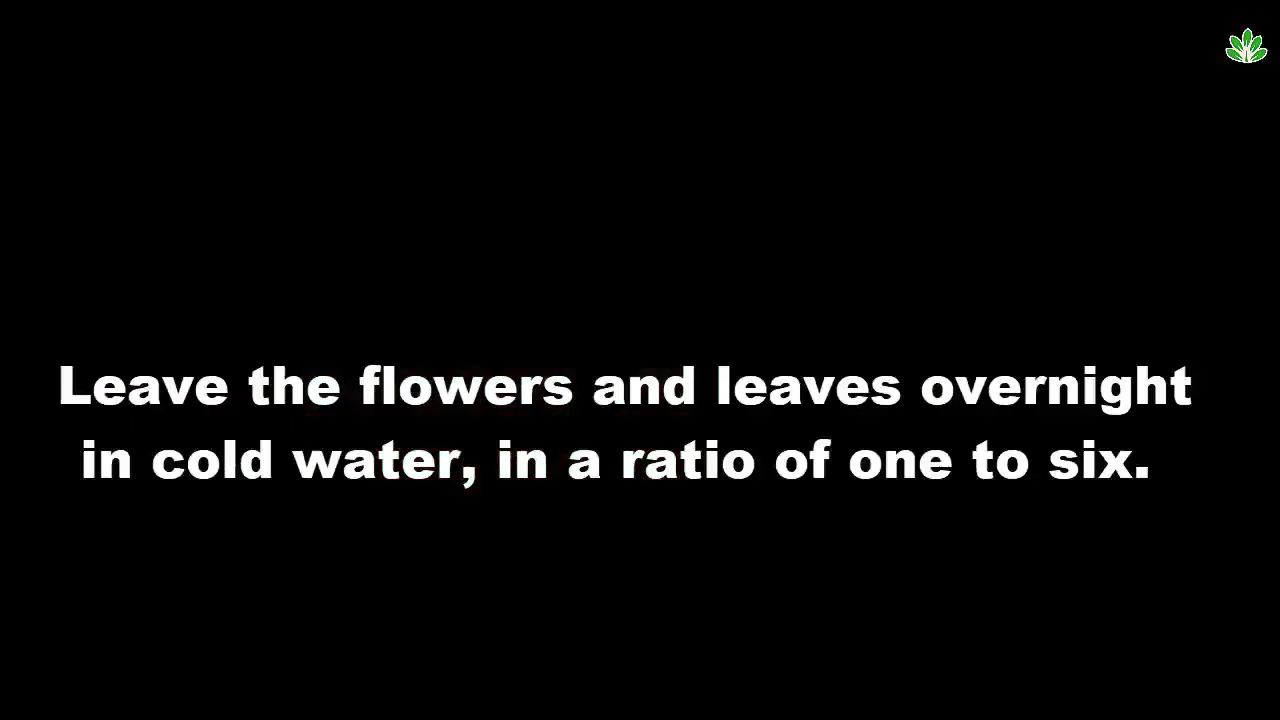 Leave the flowers and leaves overnight
in cold water, in a ratio of one to six.